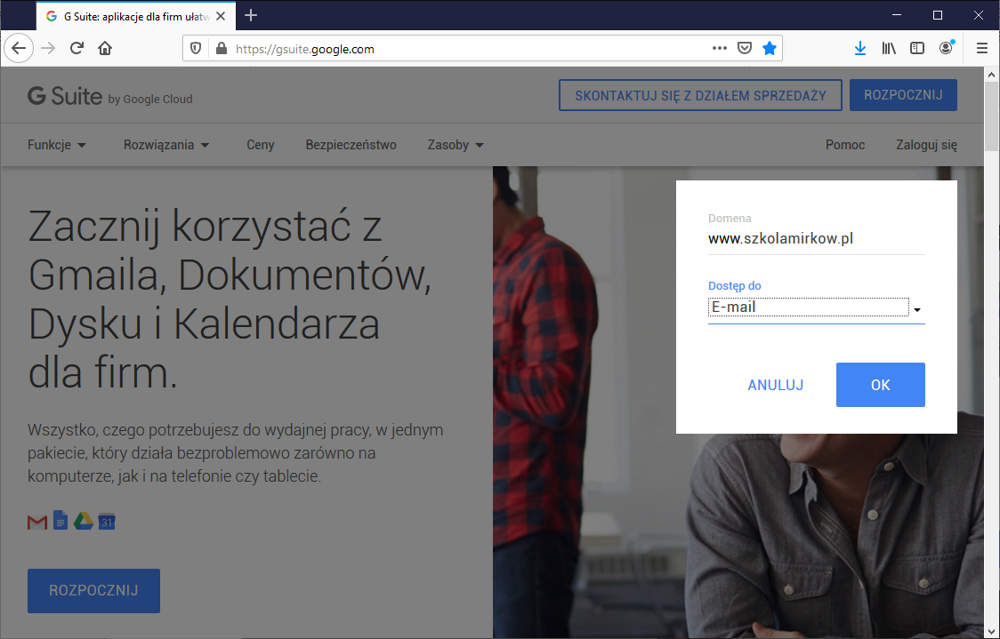 G Suite: aplikacje dla firm ułatw
https://gsuite.google.com
G Suite by Google Cloud
SKONTAKTUJ SIĘ Z DZIAŁEM SPRZEDAŻY
ROZPOCZNIJ
Funkcje
Rozwiązania
Ceny
Bezpieczeństwo
Zasoby
Pomoc
Zaloguj się
Zacznij korzystać z
Gmaila, Dokumentów,
Dysku i Kalendarza
dla firm.
Wszystko, czego potrzebujesz do wydajnej pracy, w jednym
pakiecie, który działa bezproblemowo zarówno na
komputerze, jak i na telefonie czy tablecie.
31
ROZPOCZNIJ
Domena
www.szkolamirkow.pl
Dostęp do
E-mail
ANULUJ
OK